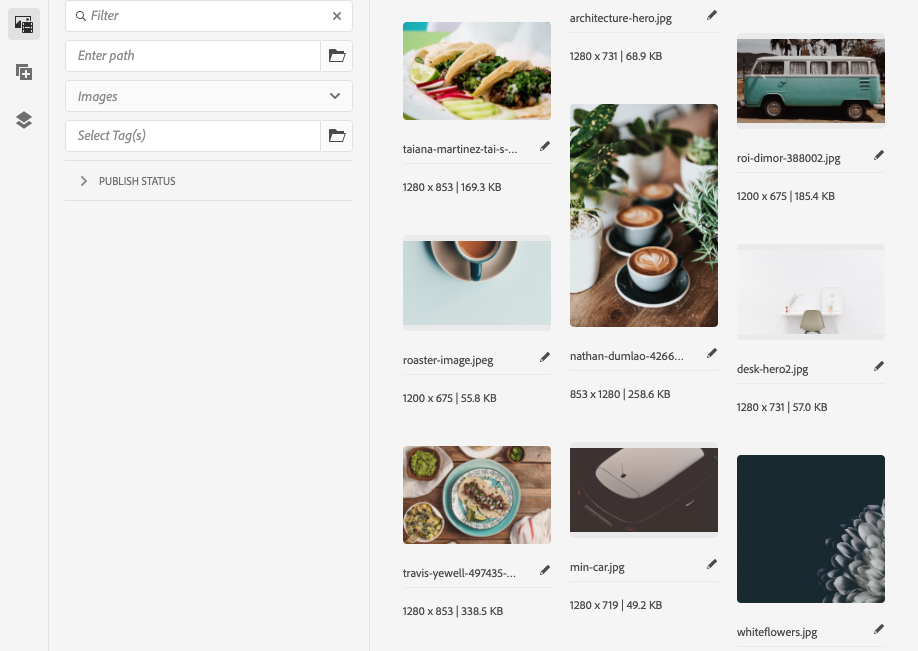 Filter
Enter path
Images
Select Tag(s)
PUBLISH STATUS
taiana-martinez-tai-s-...
1280 x 853 | 169.3 KB
roaster-image.jpeg
1200 x 675 | 55.8 KB
travis-yewell-497435-...
1280 x 853 | 338.5 KB
architecture-hero.jpg
1280 x 731 | 68.9 KB
nathan-dumlao-4266...
853 x 1280 | 258.6 KB
min-car.jpg
1280 x 719 | 49.2 KB
roi-dimor-388002.jpg
1200 x 675 | 185.4 KB
desk-hero2.jpg
1280 x 731 | 57.0 KB
whiteflowers.jpg